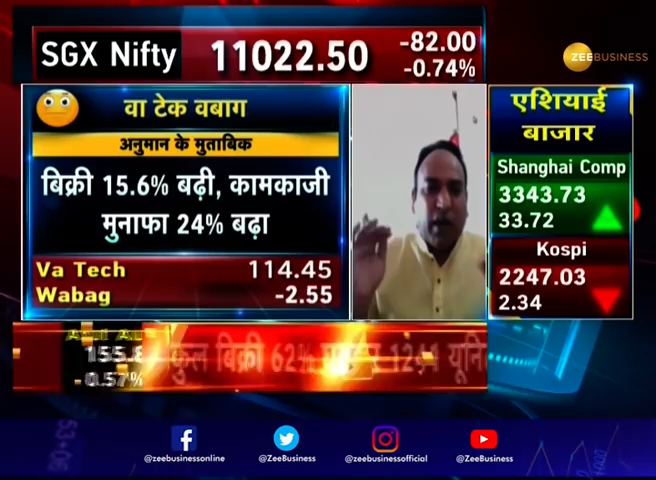 SGX Nifty 11022.50 -82.00
-0.74%
ZEEBUSINESS
वा टेक वबाग
अनुमान के मुताबिक
बिक्री 15.6% बढ़ी, कामकाजी
मुनाफा 24% बढ़ा
Va Tech 114.45
Wabag -2.55
एशियाई
बाजार
Shanghai Comp
3343.73
33.72
Kospi
2247.03
2.34
155.8
0.57%
कुल बिक्री 62%
@zeebusinessonline
@ZeeBusiness
@zeebusinessofficial
@ZeeBusiness